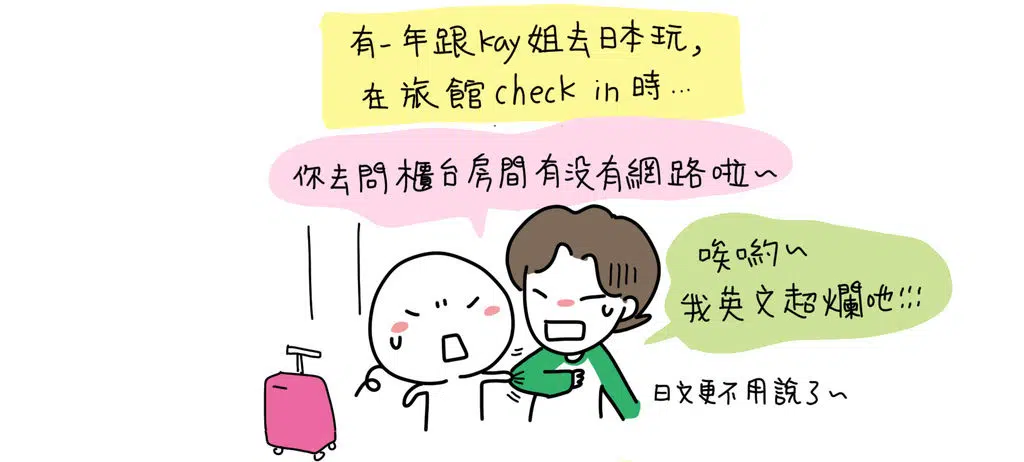 有一年跟kay姐去日本玩,
在旅館check in時...
你去問櫃台房間有没有網路啦~
唉喲~
我英文超爛吔!!!
日文更不用說了~